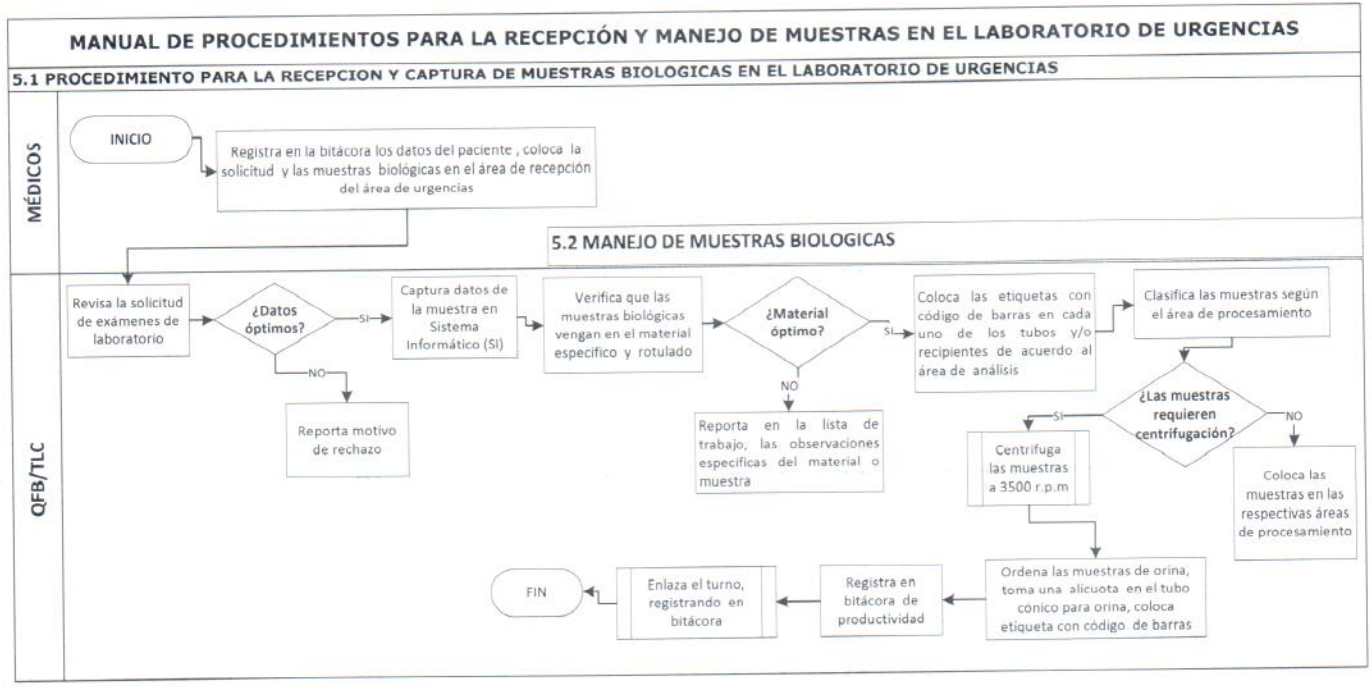 MANUAL DE PROCEDIMIENTOS PARA LA RECEPCIÓN Y MANEJO DE MUESTRAS EN EL LABORATORIO DE URGENCIAS
5.1 PROCEDIMIENTO PARA LA RECEPCION Y CAPTURA DE MUESTRAS BIOLOGICAS EN EL LABORATORIO DE URGENCIAS
MÉDICOS
INICIO
Registra en la bitácora los datos del paciente , coloca la
solicitud y las muestras biológicas en el área de recepción
del área de urgencias
5.2 MANEJO DE MUESTRAS BIOLOGICAS
QFB/TLC
Revisa la solicitud
de exámenes de
laboratorio
¿Datos
óptimos?
SI
NO
Reporta motivo
de rechazo
Captura datos de
la muestra en
Sistema
Informático (SI)
Verifica que las
muestras biológicas
vengan en el material
especifico y rotulado
¿Material
óptimo?
SI
NO
Reporta en la lista de
trabajo, las observaciones
especificas del material o
muestra
Coloca las etiquetas con
código de barras en cada
uno de los tubos y/o
recipientes de acuerdo al
área de análisis
Clasifica las muestras según
el área de procesamiento
¿Las muestras
requieren
centrifugación?
SI
NO
Centrifuga
las muestras
a 3500 r.p.m
Coloca las
muestras en las
respectivas áreas
de procesamiento
Ordena las muestras de orina,
toma una alicuota en el tubo
cónico para orina, coloca
etiqueta con código de barras
Registra en
bitácora de
productividad
Enlaza el turno,
registrando en
bitácora
FIN